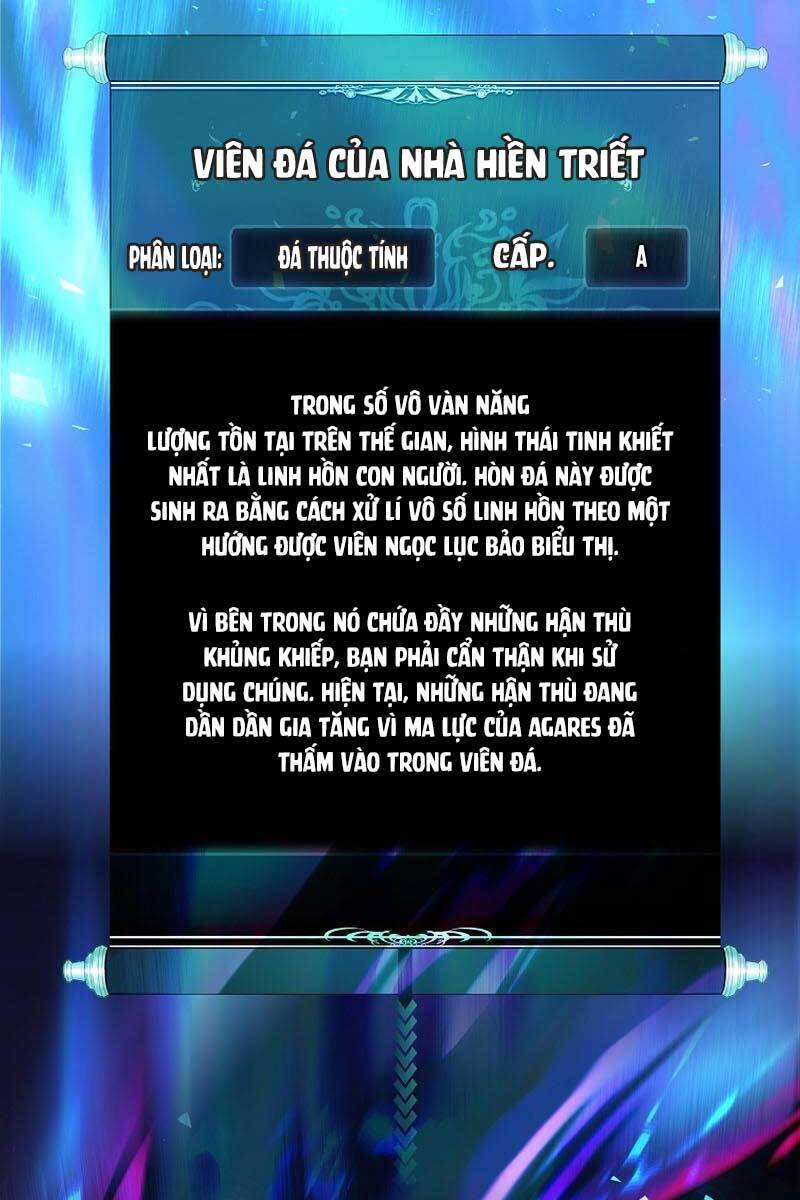 VIÊN ĐÁ CỦA NHÀ HIỀN TRIẾT
PHÂN LOẠI: ĐÁ THUỘC TÍNH CẤP. A
TRONG SỐ VÔ VÀN NĂNG
LƯỢNG TỒN TẠI TRÊN THẾ GIAN, HÌNH THÁI TINH KHIẾT
NHẤT LÀ LINH HỒN CON NGƯỜI. HÒN ĐÁ NÀY ĐƯỢC
SINH RA BẰNG CÁCH XỬ LÍ VÔ SỐ LINH HỒN THEO MỘT
HƯỚNG ĐƯỢC VIÊN NGỌC LỤC BẢO BIỂU THỊ.
VÌ BÊN TRONG NÓ CHỨA ĐẦY NHỮNG HẬN THÙ
KHỦNG KHIẾP, BẠN PHẢI CẨN THẬN KHI SỬ
DỤNG CHÚNG. HIỆN TẠI, NHỮNG HẬN THÙ ĐANG
DẦN DẦN GIA TĂNG VÌ MA LỰC CỦA AGARES ĐÃ
THẤM VÀO TRONG VIÊN ĐÁ.